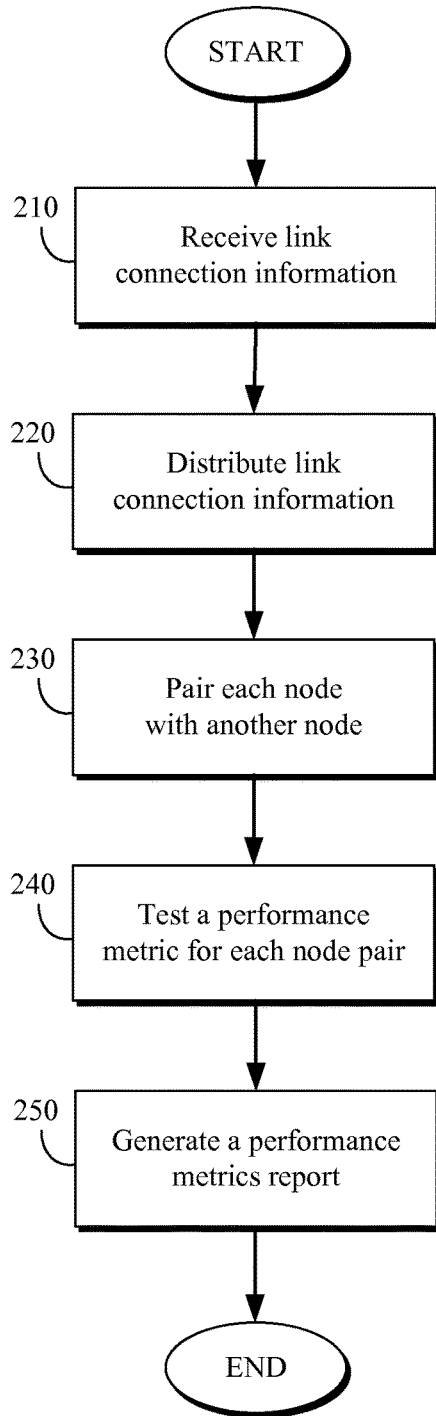 START
210
Receive link
connection information
220
Distribute link
connection information
230
Pair each node
with another node
240
Test a performance
metric for each node pair
250
Generate a performance
metrics report
END